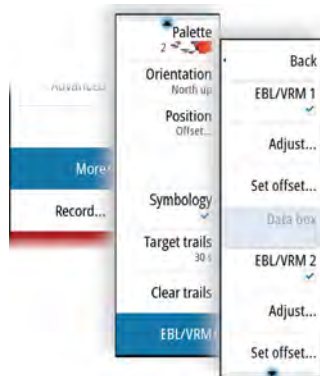 Advanced
More
Record...
Palette
2
Orientation
North up
Position
Offset...
Symbology
Target trails
30 s
Clear trails
EBL/VRM
Back
EBL/VRM 1
Adjust...
Set offset...
Data box
EBL/VRM 2
Adjust...
Set offset...